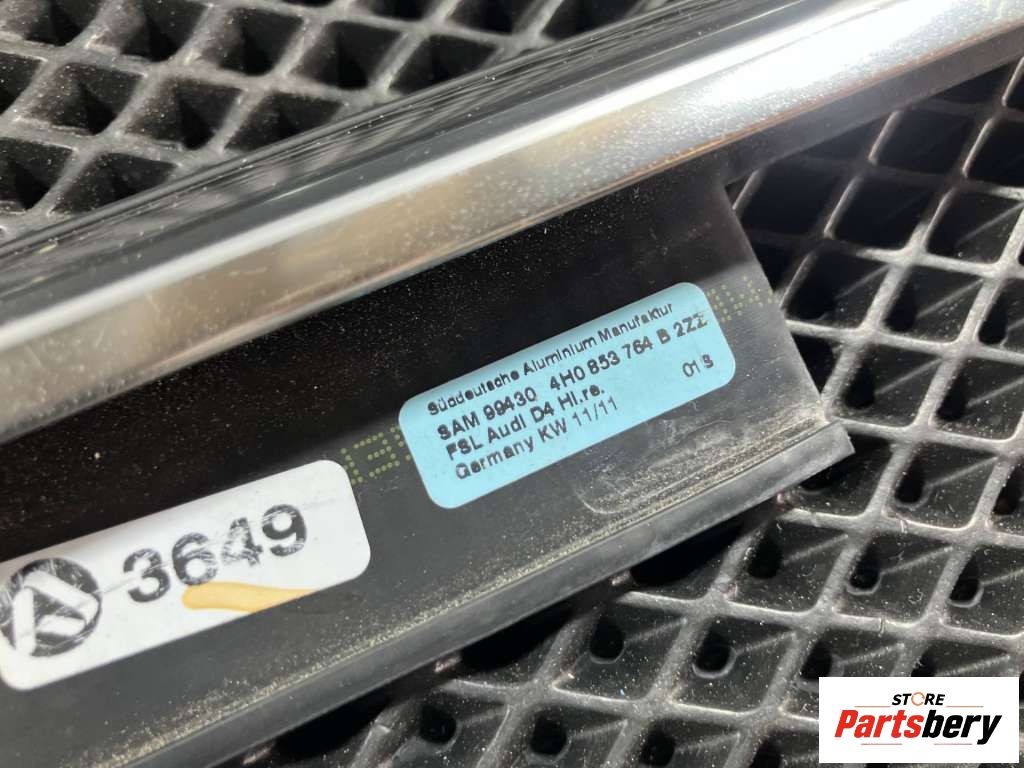 Süddeutsche Aluminium Manufaktur
SAM 99430 4H0 853 764 B 2ZZ
FSL Audi D4 HI.re.
Germany KW 11/11
01 S
3649
STORE
Partsbery